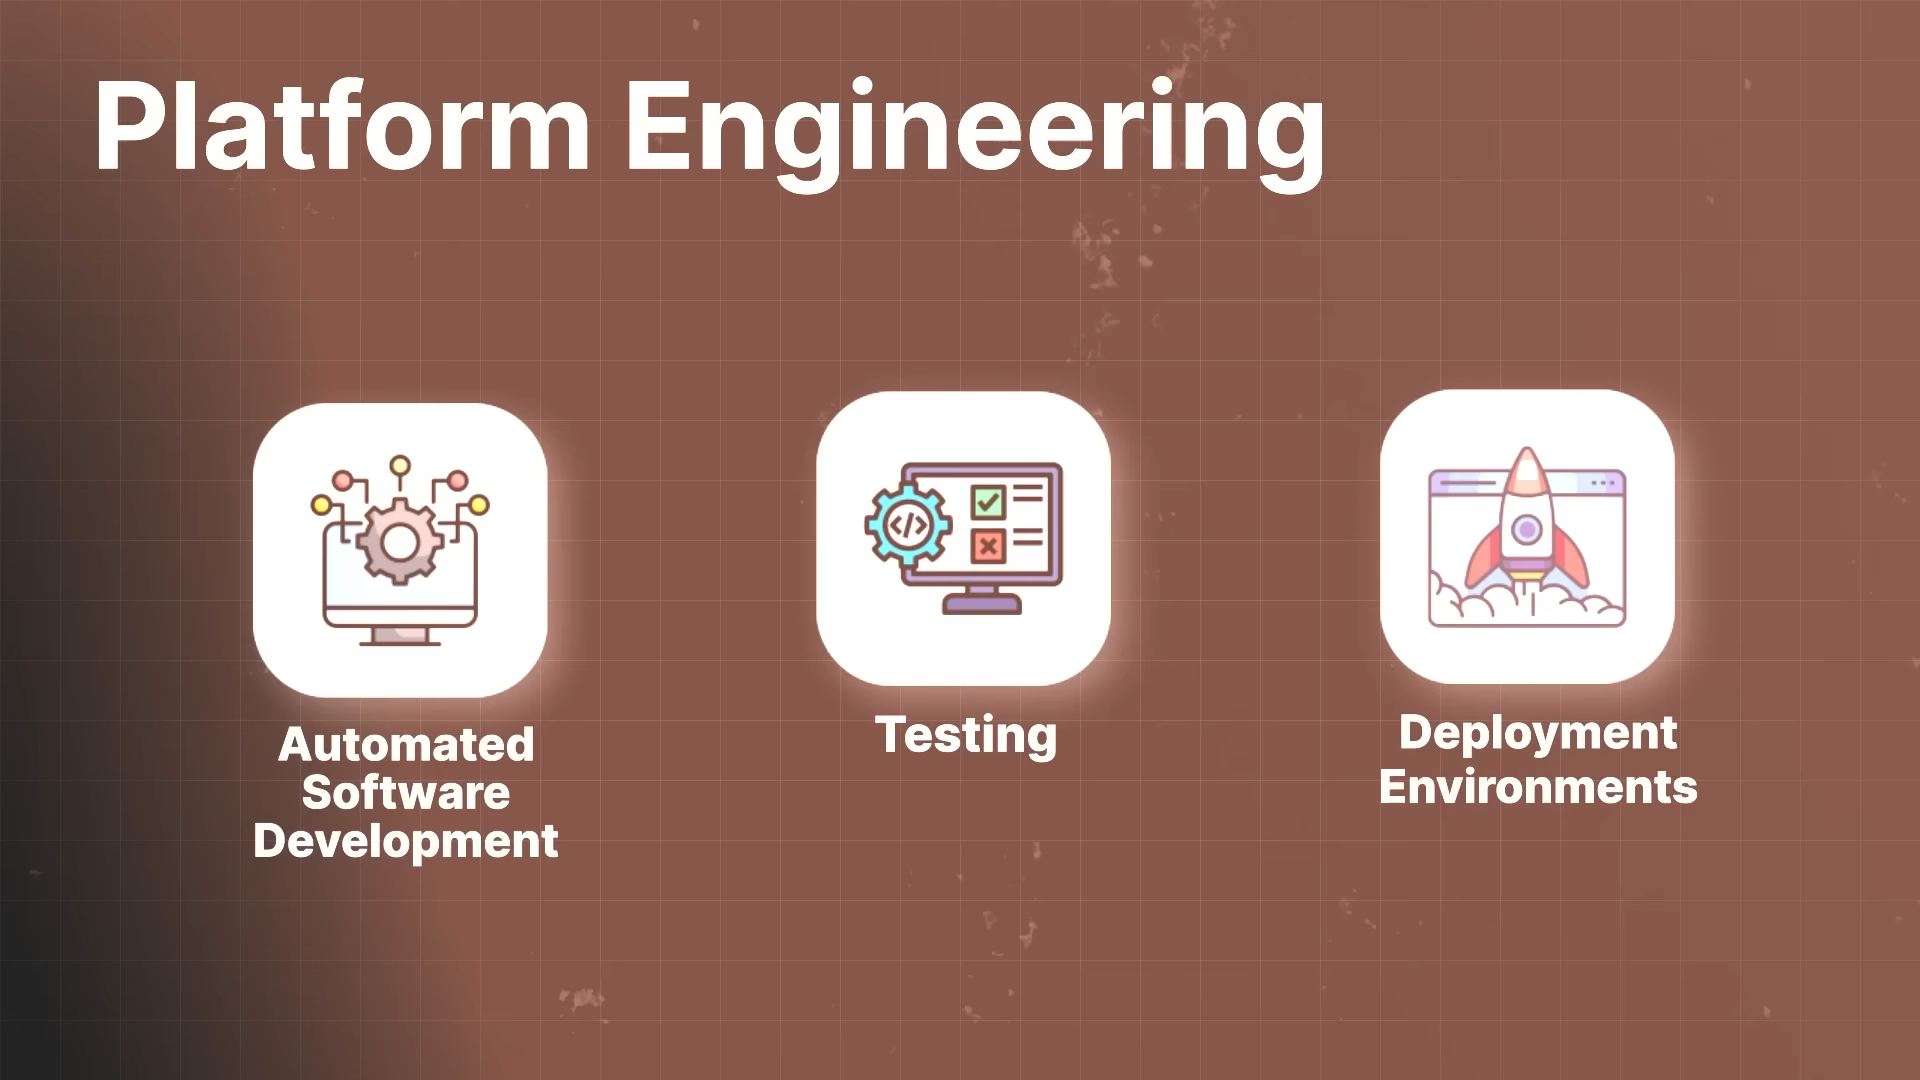 Platform Engineering
Automated
Software
Development
Testing
Deployment
Environments